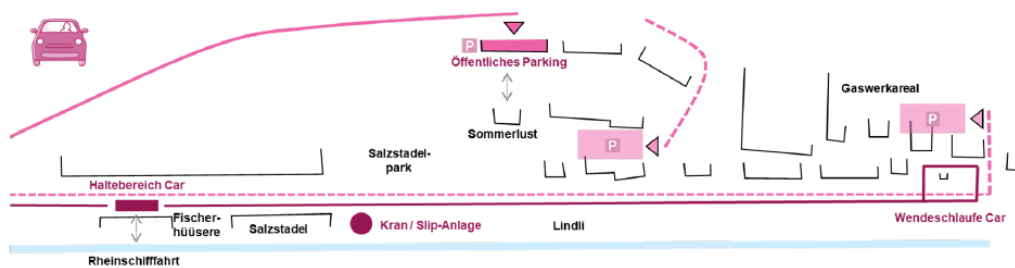 P
Öffentliches Parking
Gaswerkareal
P
Sommerlust
P
Salzstadel-
park
Haltebereich Car
Fischer-
hüüsere
Salzstadel
Kran / Slip-Anlage
Lindli
Wendeschlaufe Car
Rheinschifffahrt